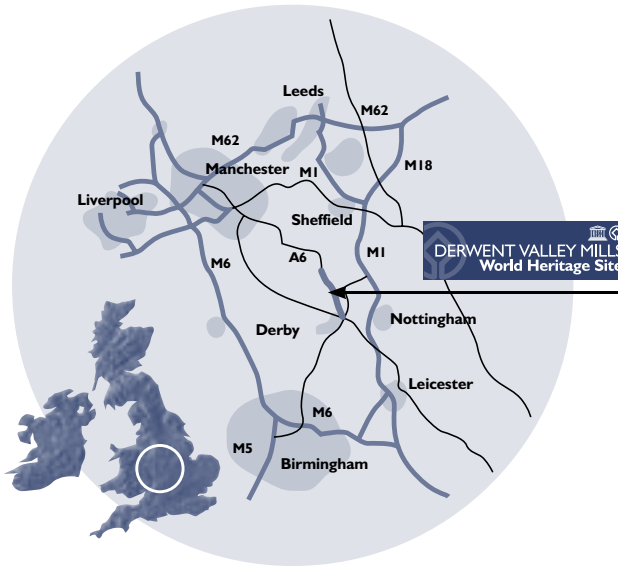 Leeds
M62
M62
Manchester
M1
M18
Liverpool
Sheffield
DERWENT VALLEY MILLS
World Heritage Site
M1
A6
M6
Derby
Nottingham
Leicester
M6
M5
Birmingham